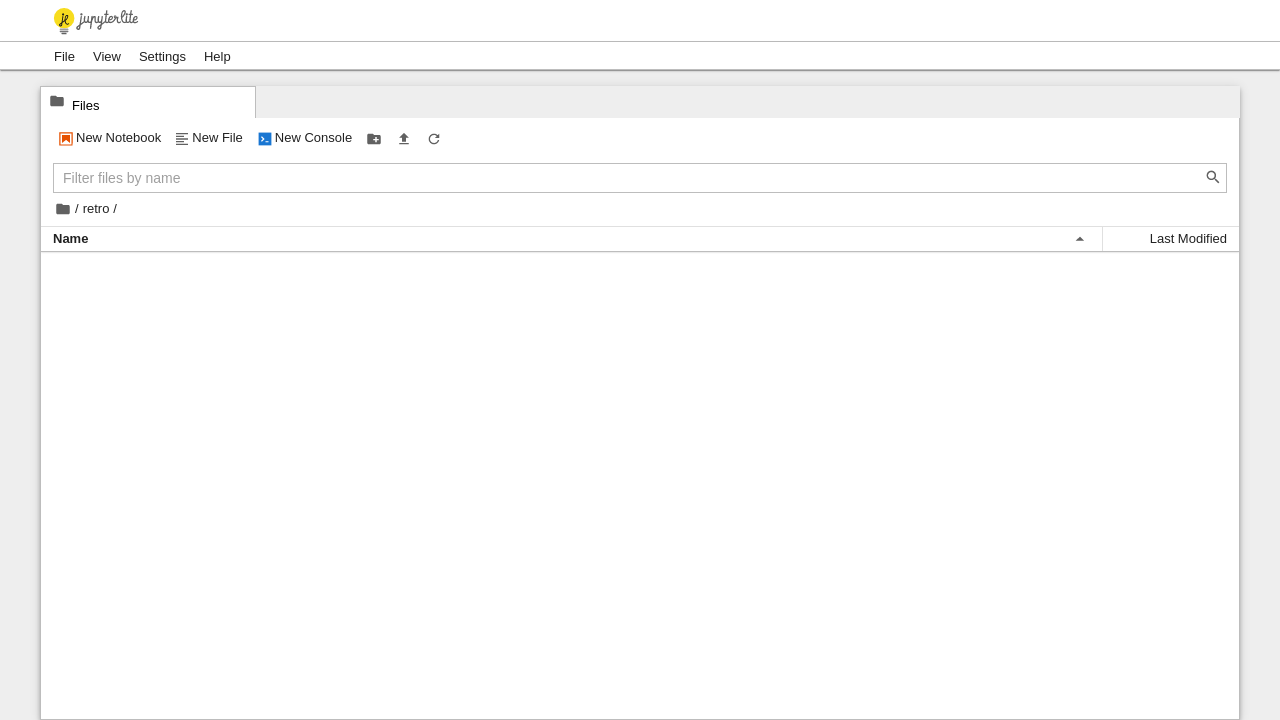 jupyterlite
File View Settings Help
Files
New Notebook New File New Console
Filter files by name
/ retro /
Name Last Modified